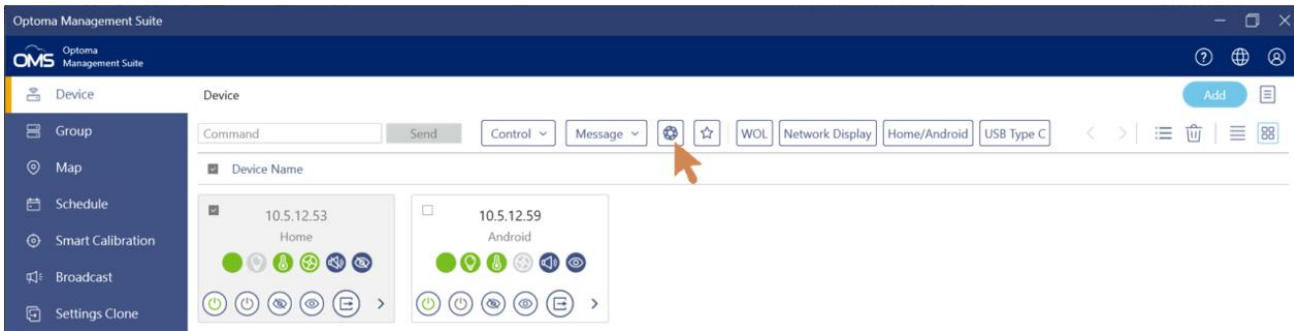 Optoma Management Suite
OMS Optoma
Management Suite
Device
Device
Add
Group
Command
Send
Control
Message
WOL
Network Display
Home/Android
USB Type C
Map
Device Name
Schedule
10.5.12.53
10.5.12.59
Smart Calibration
Home
Android
Broadcast
Settings Clone